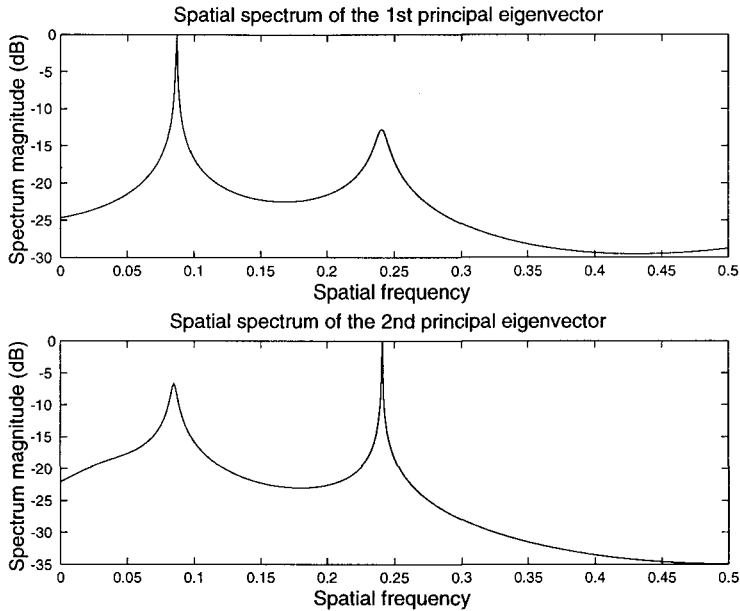 Spatial spectrum of the 1st principal eigenvector
0
-5
-10
-15
-20
-25
-30
Spectrum magnitude (dB)
0 0.05 0.1 0.15 0.2 0.25 0.3 0.35 0.4 0.45 0.5
Spatial frequency
Spatial spectrum of the 2nd principal eigenvector
0
-5
-10
-15
-20
-25
-30
-35
Spectrum magnitude (dB)
0 0.05 0.1 0.15 0.2 0.25 0.3 0.35 0.4 0.45 0.5
Spatial frequency